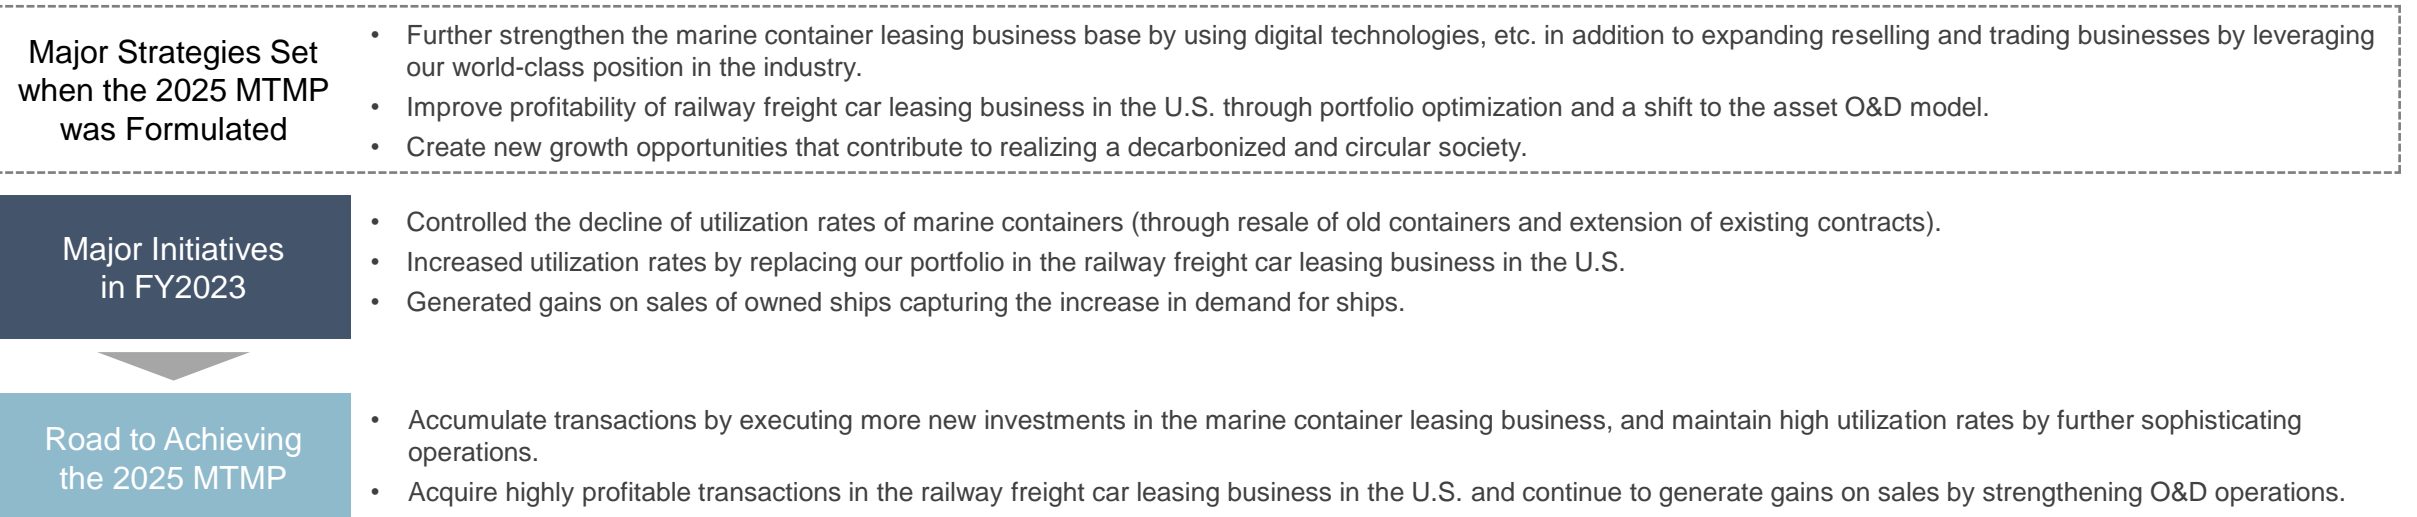 Major Strategies Set
when the 2025 MTMP
was Formulated
• Further strengthen the marine container leasing business base by using digital technologies, etc. in addition to expanding reselling and trading businesses by leveraging
our world-class position in the industry.
• Improve profitability of railway freight car leasing business in the U.S. through portfolio optimization and a shift to the asset O&D model.
• Create new growth opportunities that contribute to realizing a decarbonized and circular society.
Major Initiatives
in FY2023
• Controlled the decline of utilization rates of marine containers (through resale of old containers and extension of existing contracts).
• Increased utilization rates by replacing our portfolio in the railway freight car leasing business in the U.S.
• Generated gains on sales of owned ships capturing the increase in demand for ships.
Road to Achieving
the 2025 MTMP
• Accumulate transactions by executing more new investments in the marine container leasing business, and maintain high utilization rates by further sophisticating
operations.
• Acquire highly profitable transactions in the railway freight car leasing business in the U.S. and continue to generate gains on sales by strengthening O&D operations.